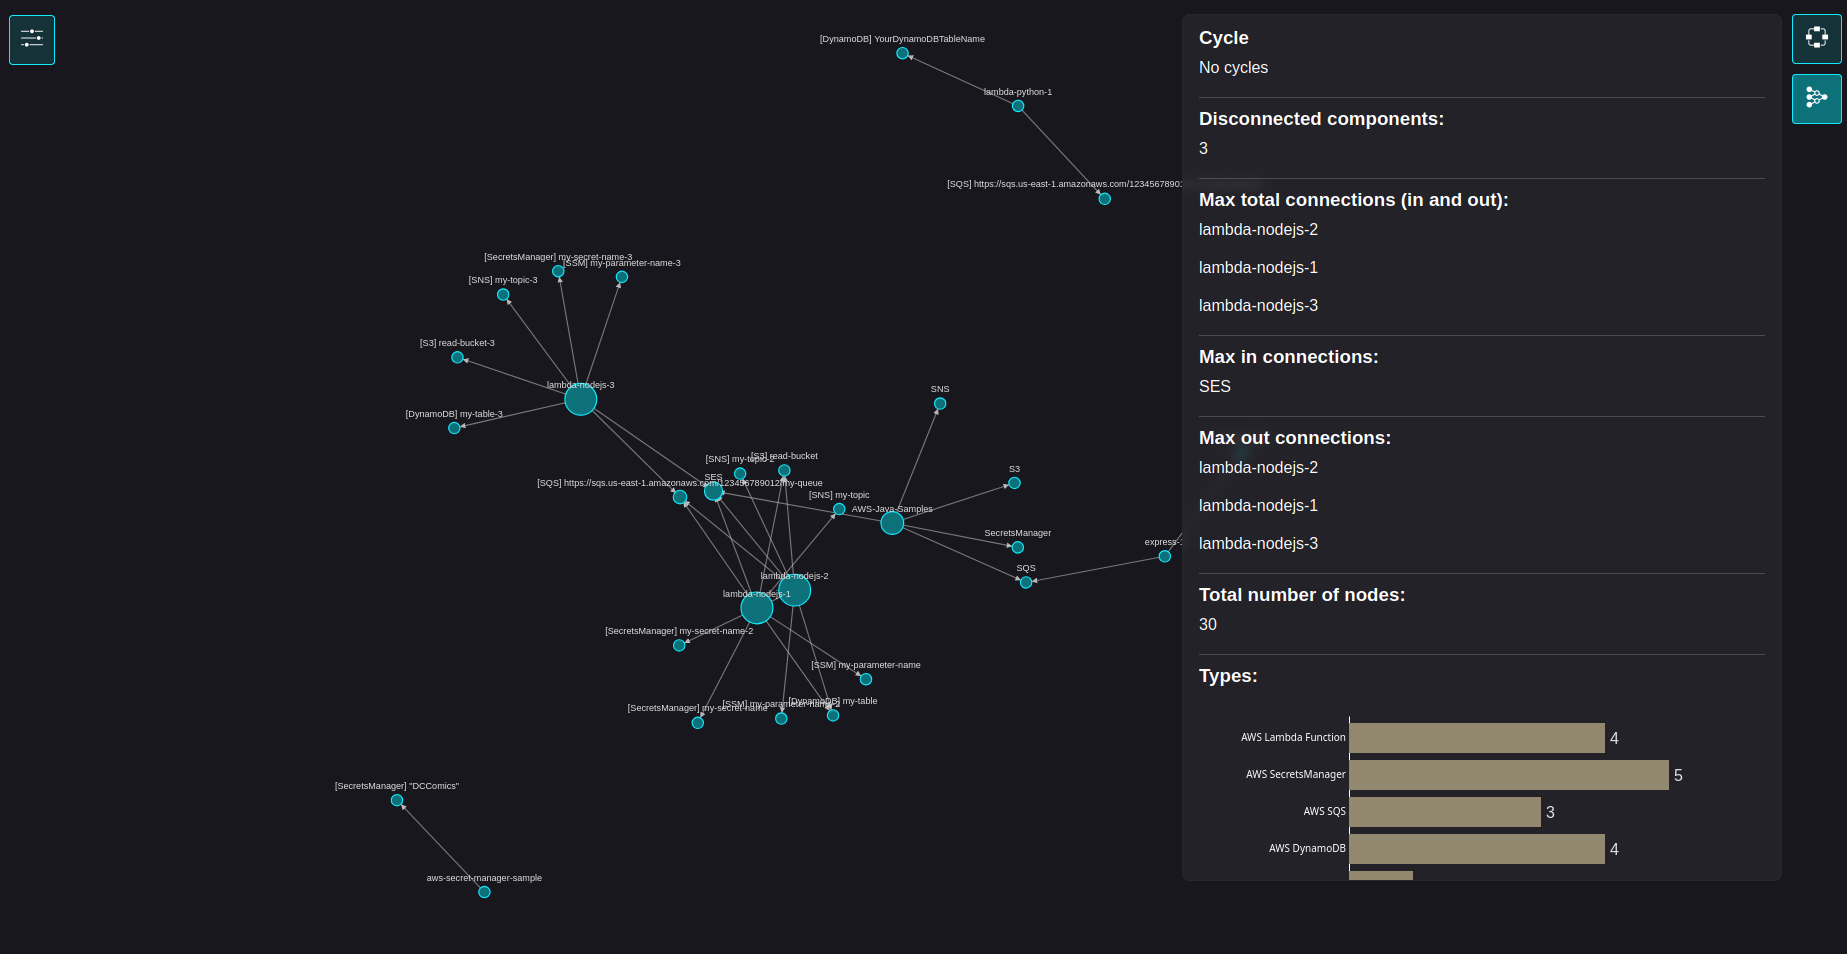 [DynamoDB] YourDynamoDBTableName
lambda-python-1
[SQS] https://sqs.us-east-1.amazonaws.com/12345678901
[SecretsManager] my-secret-name-3
[SSM] my-parameter-name-3
[SNS] my-topic-3
[S3] read-bucket-3
lambda-nodejs-3
[DynamoDB] my-table-3
SNS
[SNS] my-topic-2
[S3] read-bucket
S3
SES
[SQS] https://sqs.us-east-1.amazonaws.com/123456789012/my-queue
[SNS] my-topic
AWS-Java-Samples
SecretsManager
express-1
SQS
lambda-nodejs-2
lambda-nodejs-1
[SecretsManager] my-secret-name-2
[SSM] my-parameter-name
[SecretsManager] my-secret-name
[SSM] my-parameter-name-2
[DynamoDB] my-table
[SecretsManager] "DCComics"
aws-secret-manager-sample
Cycle
No cycles
Disconnected components:
3
Max total connections (in and out):
lambda-nodejs-2
lambda-nodejs-1
lambda-nodejs-3
Max in connections:
SES
Max out connections:
lambda-nodejs-2
lambda-nodejs-1
lambda-nodejs-3
Total number of nodes:
30
Types:
AWS Lambda Function 4
AWS SecretsManager 5
AWS SQS 3
AWS DynamoDB 4